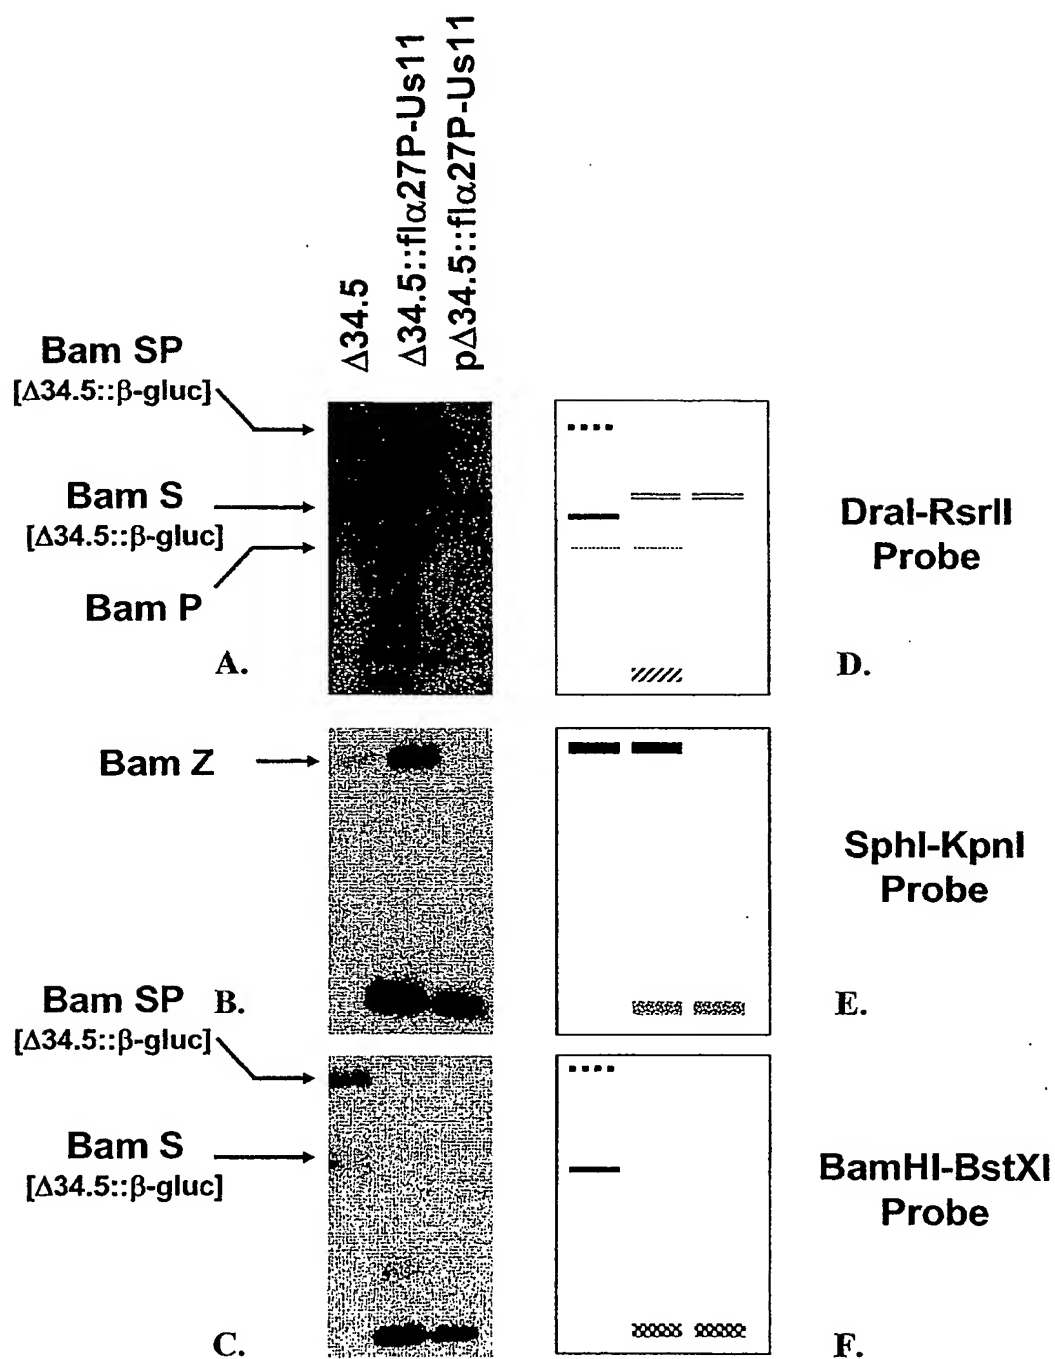 Δ34.5
Δ34.5::flα27P-Us11
pΔ34.5::flα27P-Us11
Bam SP
[Δ34.5::β-gluc]
Bam S
[Δ34.5::β-gluc]
Bam P
A.
DraI-RsrII
Probe
D.
Bam Z
B.
SphI-KpnI
Probe
E.
Bam SP
[Δ34.5::β-gluc]
Bam S
[Δ34.5::β-gluc]
C.
BamHI-BstXI
Probe
F.